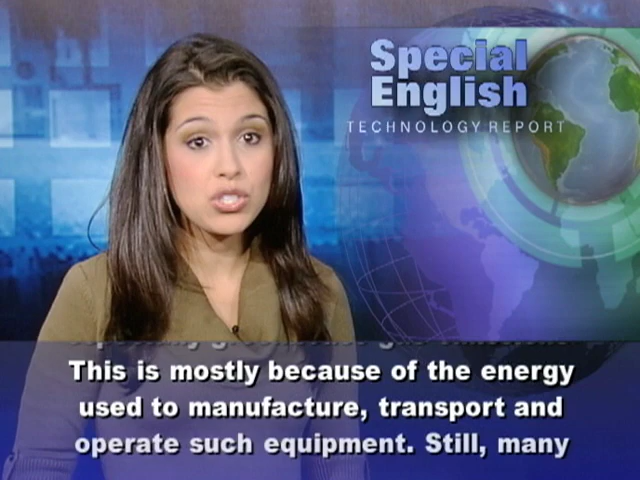 Special
English
TECHNOLOGY REPORT
This is mostly because of the energy
used to manufacture, transport and
operate such equipment. Still, many